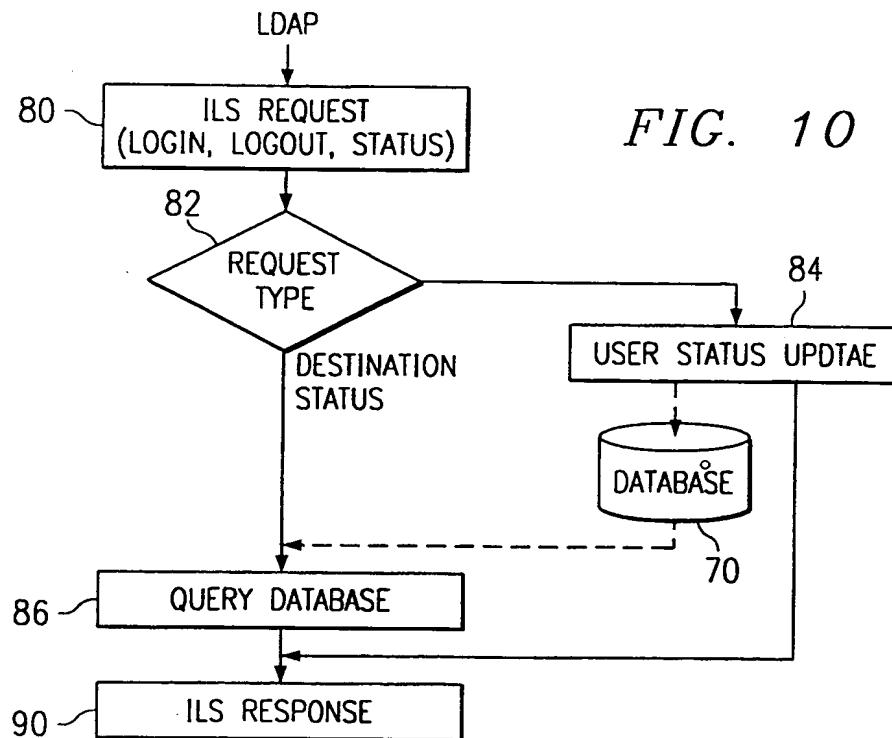 LDAP
80
ILS REQUEST
(LOGIN, LOGOUT, STATUS)
FIG. 10
82
REQUEST
TYPE
84
USER STATUS UPDTAE
DESTINATION
STATUS
DATABASE
70
86
QUERY DATABASE
90
ILS RESPONSE